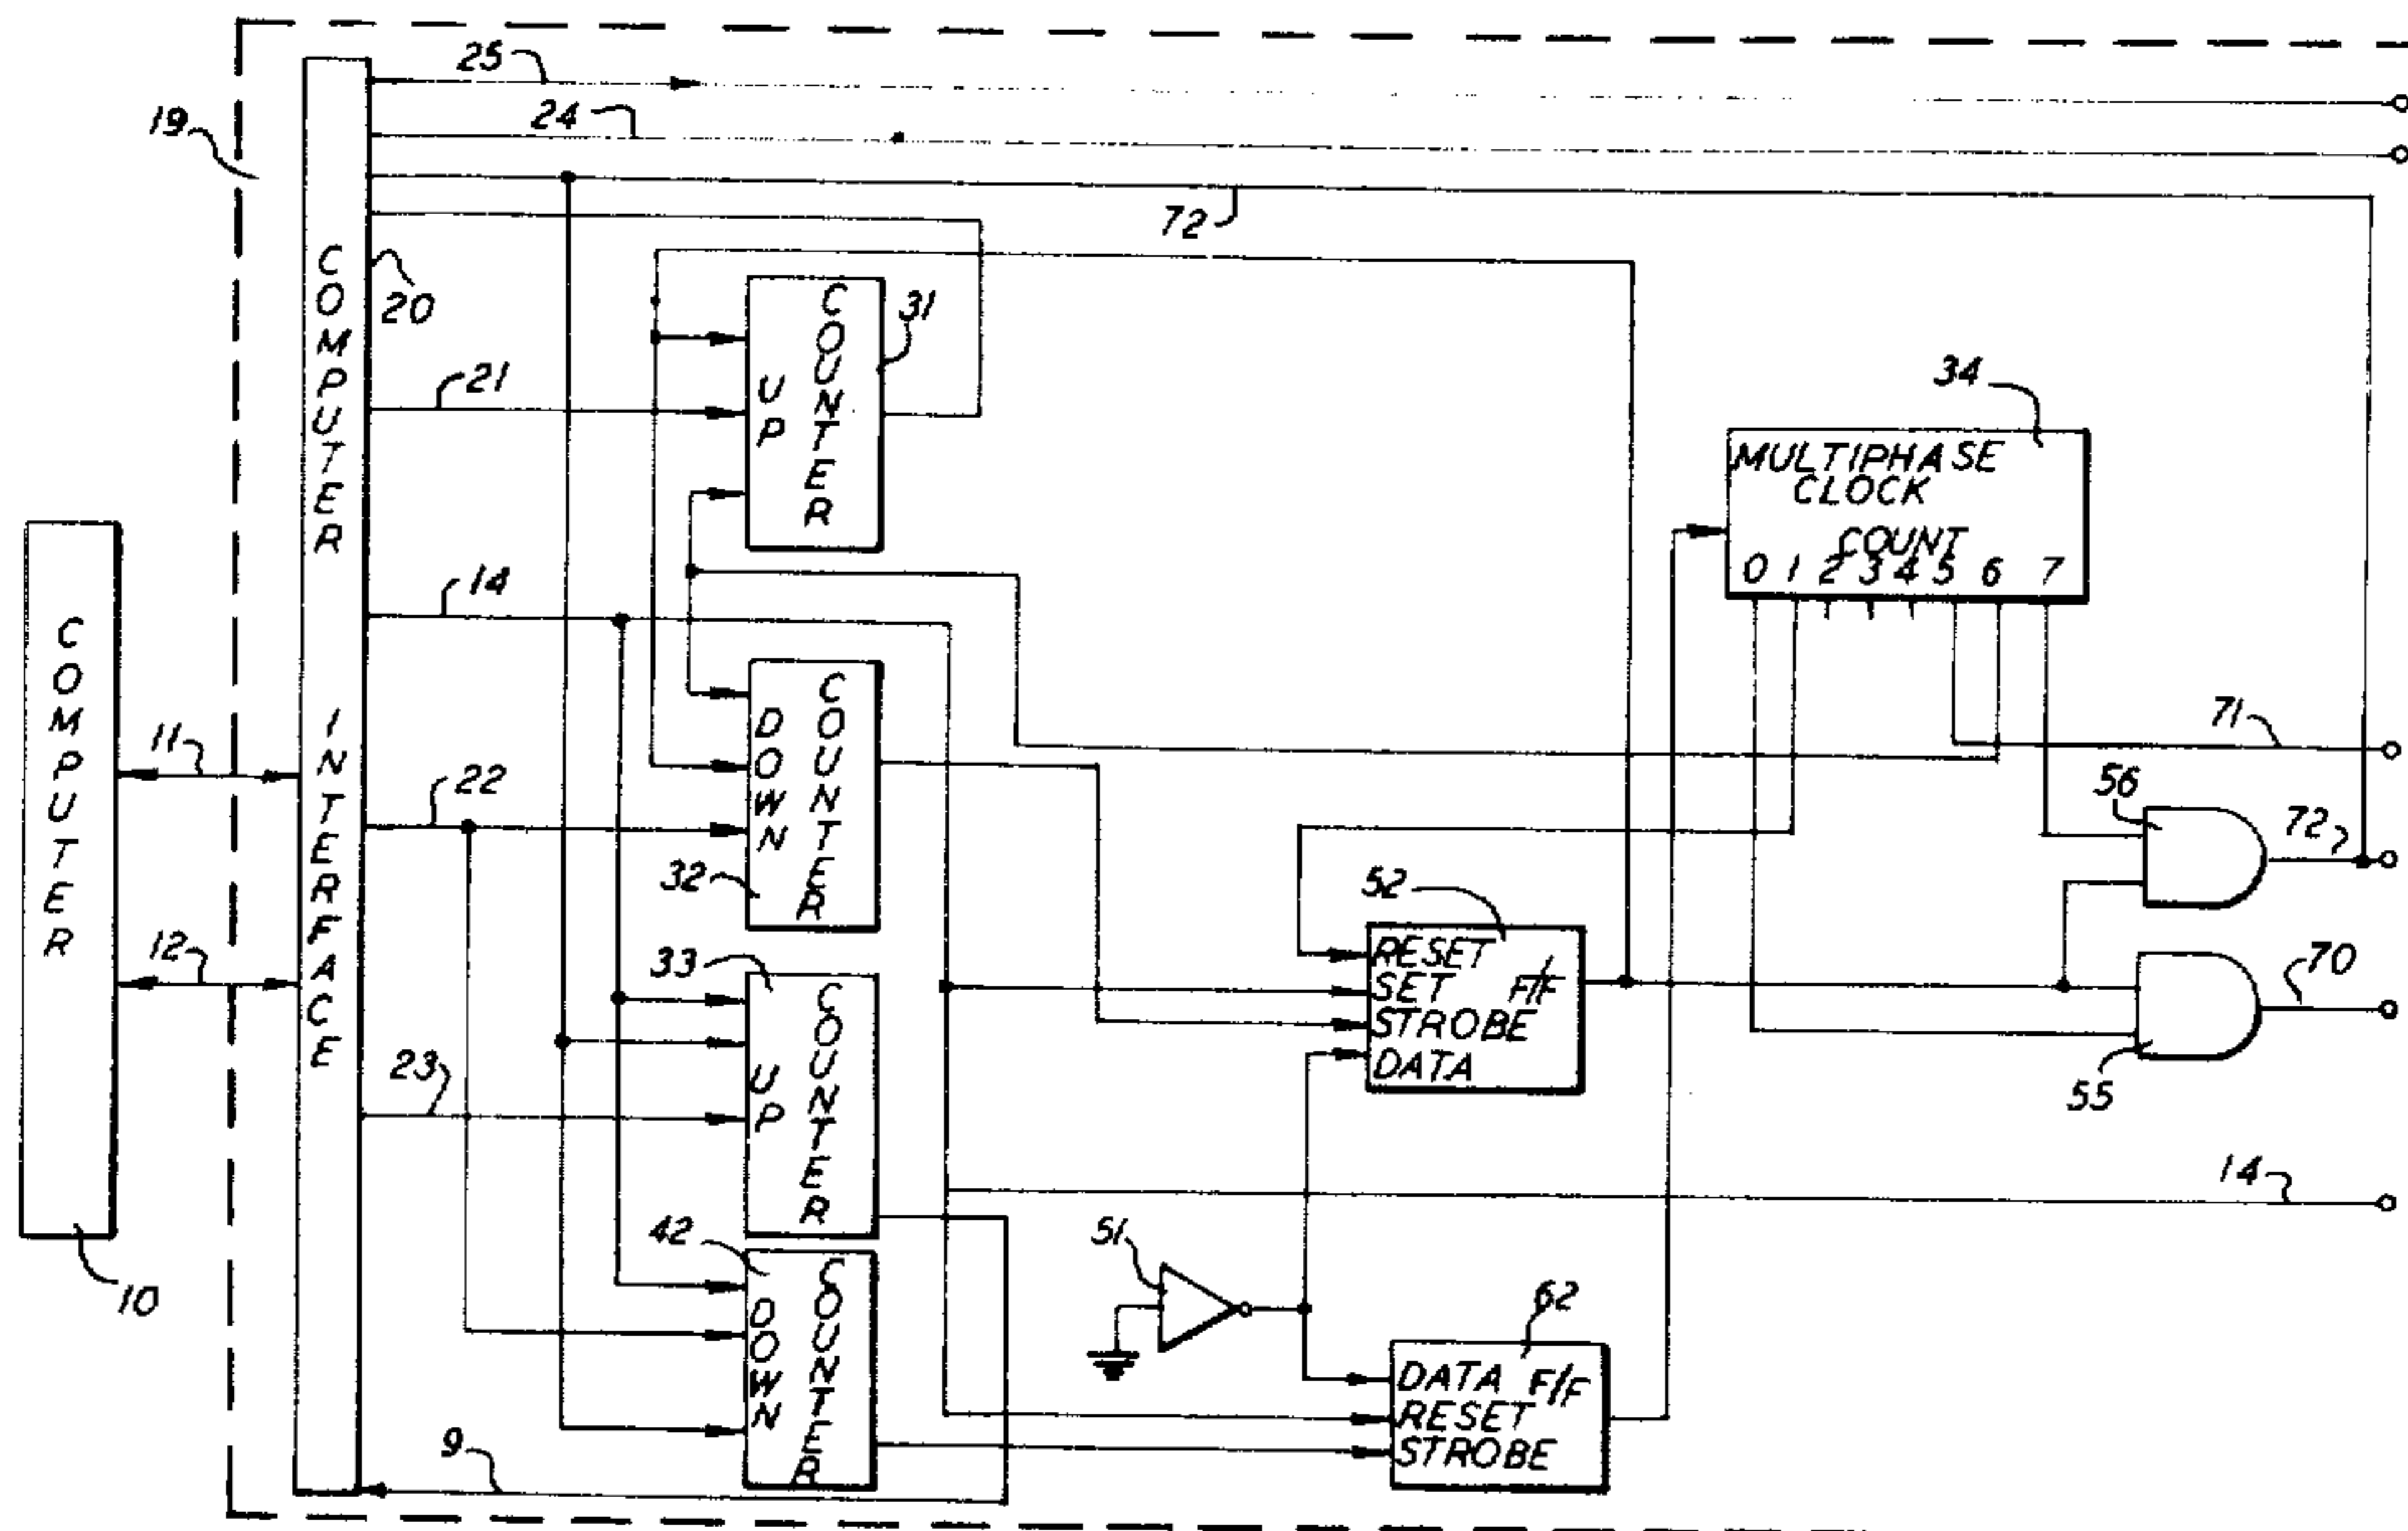 25
24
19
72
20
COMPUTER INTERFACE
21
UP COUNTER
31
34
MULTIPHASE
CLOCK
COUNT
0 1 2 3 4 5 6 7
14
COMPUTER
11
22
DOWN COUNTER
32
71
56
72
12
33
52
RESET
SET F/F
STROBE
DATA
70
55
23
UP COUNTER
14
42
51
10
DOWN COUNTER
62
DATA F/F
RESET
STROBE
9